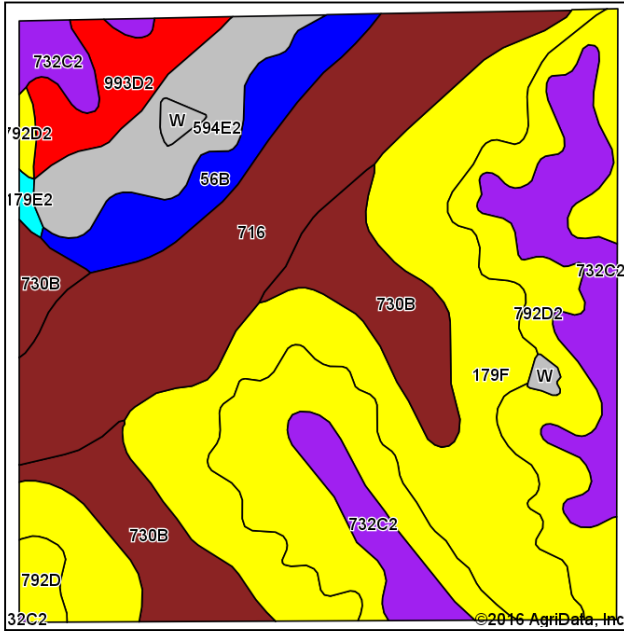 732C2
993D2
W
594E2
792D2
179E2
56B
716
732C2
730B
730B
792D2
179F
W
732C2
730B
792D
32C2
©2016 AgriData, Inc